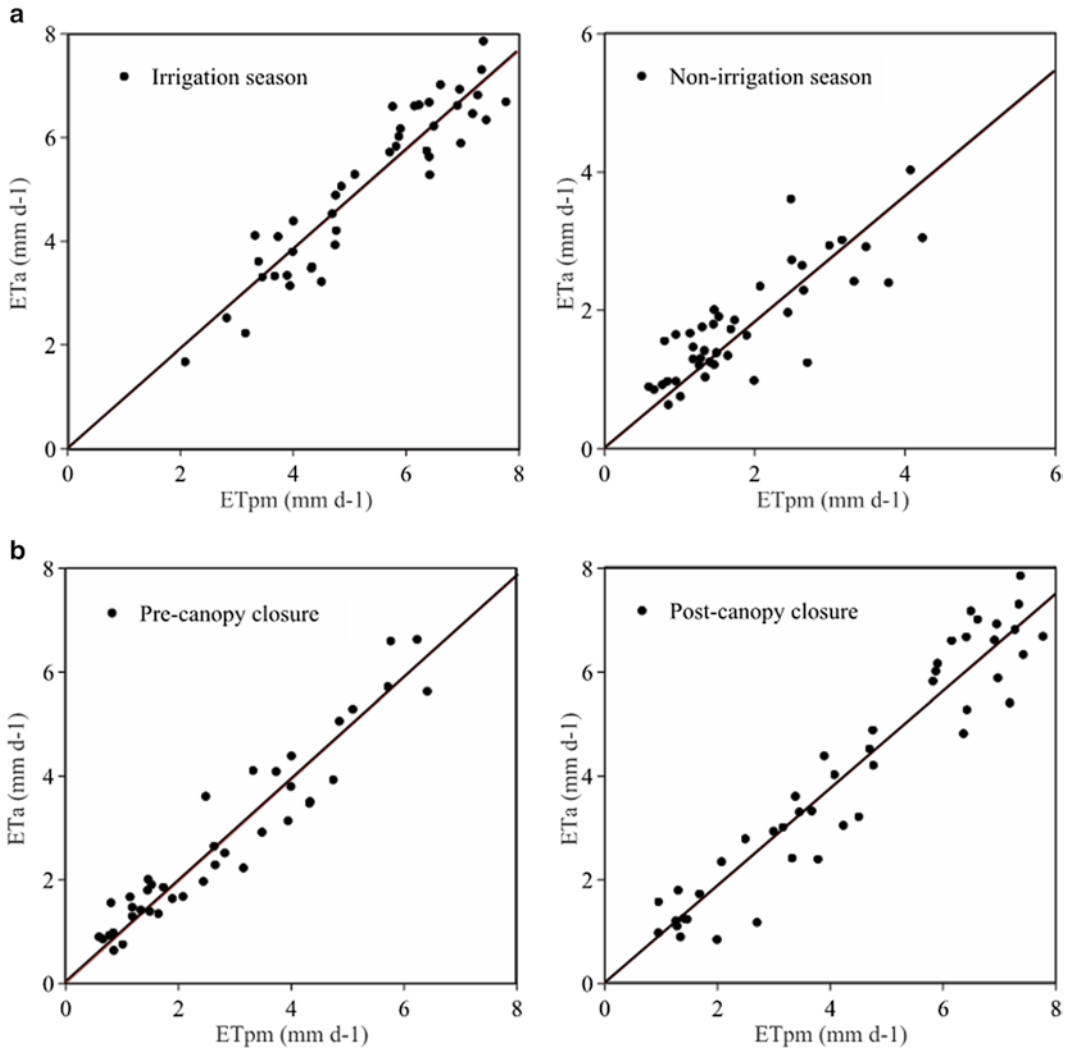 a
8
6
4
2
0
ETa (mm d-1)
Irrigation season
0 2 4 6 8
ETpm (mm d-1)
6
4
2
0
ETa (mm d-1)
Non-irrigation season
0 2 4 6
ETpm (mm d-1)
b
8
6
4
2
0
ETa (mm d-1)
Pre-canopy closure
0 2 4 6 8
ETpm (mm d-1)
8
6
4
2
0
ETa (mm d-1)
Post-canopy closure
0 2 4 6 8
ETpm (mm d-1)